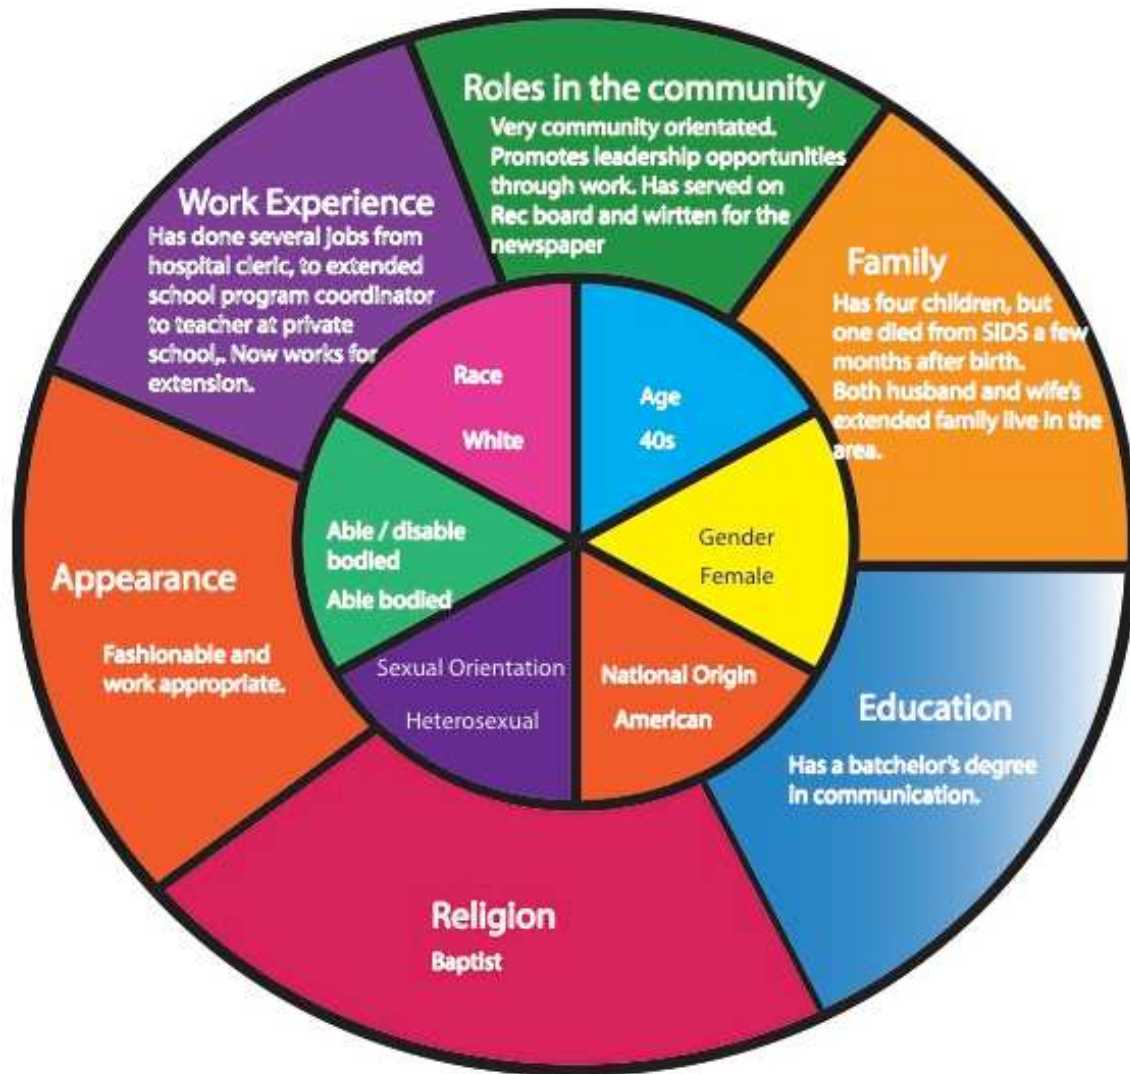 Roles in the community
Very community orientated.
Promotes leadership opportunities
through work. Has served on
Rec board and wirtten for the
newspaper
Work Experience
Has done several jobs from
hospital cleric, to extended
school program coordinator
to teacher at private
school,. Now works for
extension.
Family
Has four children, but
one died from SIDS a few
months after birth.
Both husband and wife's
extended family live in the
area.
Race
White
Age
40s
Able / disable
bodied
Able bodied
Gender
Female
Sexual Orientation
Heterosexual
National Origin
American
Appearance
Fashionable and
work appropriate.
Education
Has a batchelor's degree
in communication.
Religion
Baptist